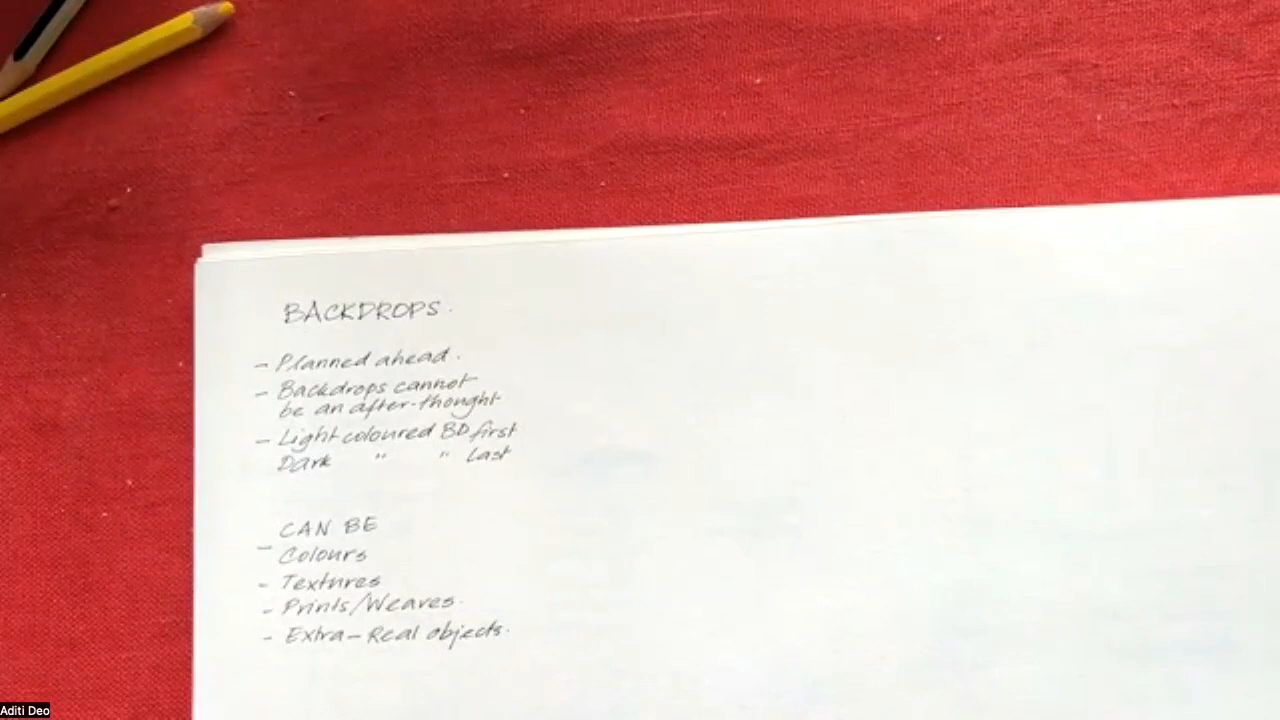 BACKDROPS.
- Planned ahead.
- Backdrops cannot
be an after-thought
- Light coloured BD first
Dark " " Last
CAN BE
- Colours
- Textures
- Prints/Weaves.
- Extra-Real objects.
Aditi Deo